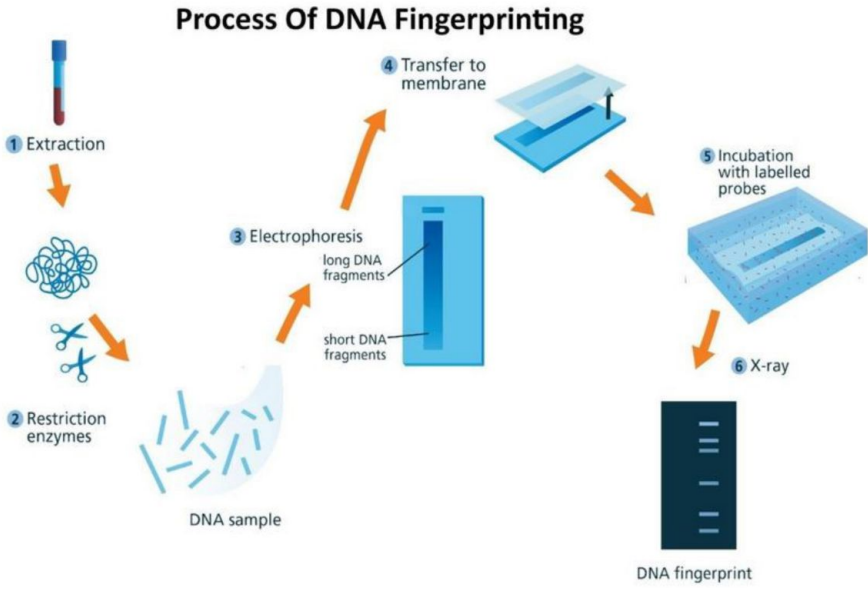 Process Of DNA Fingerprinting
1 Extraction
2 Restriction
enzymes
DNA sample
3 Electrophoresis
long DNA
fragments
short DNA
fragments
4 Transfer to
membrane
5 Incubation
with labelled
probes
6 X-ray
DNA fingerprint